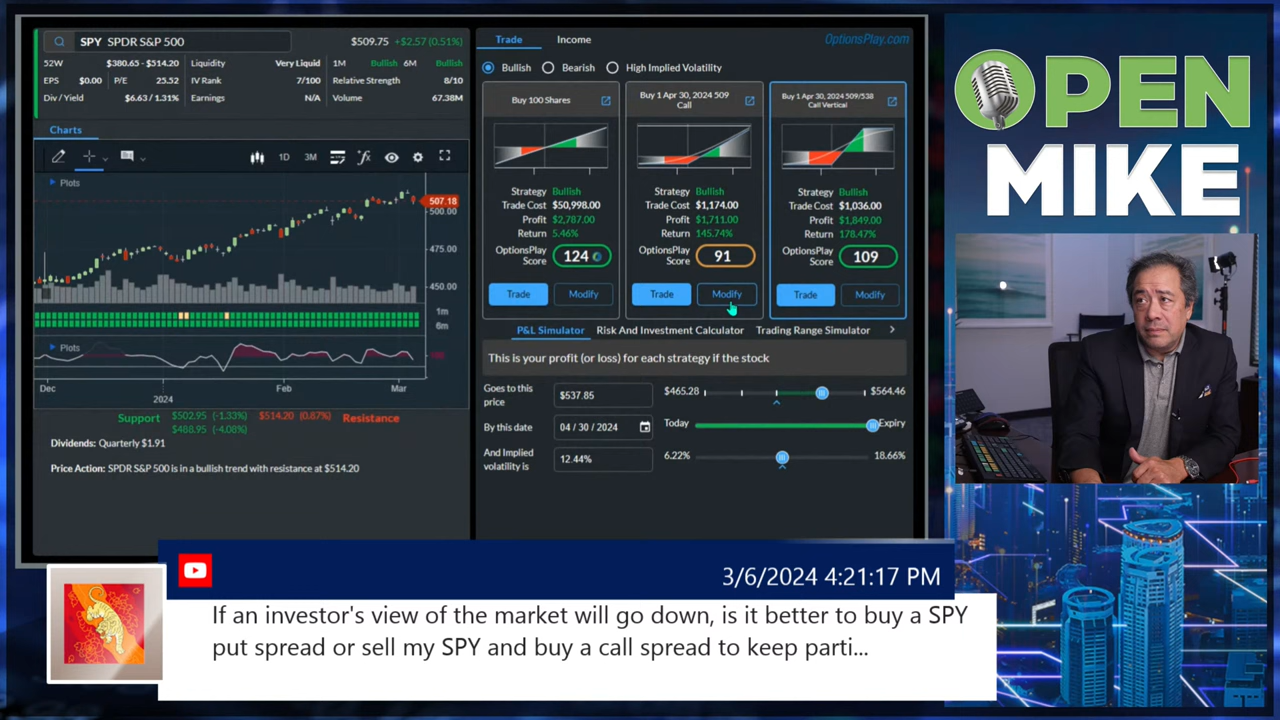 SPY SPDR S&P 500
$509.75 +$2.57 (0.51%)
52W $380.65 - $514.20 Liquidity Very Liquid 1M Bullish 6M Bullish
EPS $0.00 P/E 25.52 IV Rank 7/100 Relative Strength 8/10
Div / Yield $6.63 / 1.31% Earnings N/A Volume 67.38M
Charts
1D 3M
Plots
507.18
500.00
475.00
450.00
1m
6m
Plots
Dec Feb Mar
2024
Support $502.95 (-1.33%) $514.20 (0.87%) Resistance
$488.95 (-4.08%)
Dividends: Quarterly $1.91
Price Action: SPDR S&P 500 is in a bullish trend with resistance at $514.20
Trade Income
OptionsPlay.com
Bullish Bearish High Implied Volatility
Buy 100 Shares
Strategy Bullish
Trade Cost $50,998.00
Profit $2,787.00
Return 5.46%
OptionsPlay
Score
124
Trade Modify
Buy 1 Apr 30, 2024 509
Call
Strategy Bullish
Trade Cost $1,174.00
Profit $1,711.00
Return 145.74%
OptionsPlay
Score
91
Trade Modify
Buy 1 Apr 30, 2024 509/538
Call Vertical
Strategy Bullish
Trade Cost $1,036.00
Profit $1,849.00
Return 178.47%
OptionsPlay
Score
109
Trade Modify
P&L Simulator Risk And Investment Calculator Trading Range Simulator
This is your profit (or loss) for each strategy if the stock
Goes to this
price
$537.85
$465.28 $564.46
By this date
04 / 30 / 2024
Today Expiry
And Implied
volatility is
12.44%
6.22% 18.66%
OPEN
MIKE
3/6/2024 4:21:17 PM
If an investor's view of the market will go down, is it better to buy a SPY
put spread or sell my SPY and buy a call spread to keep parti...